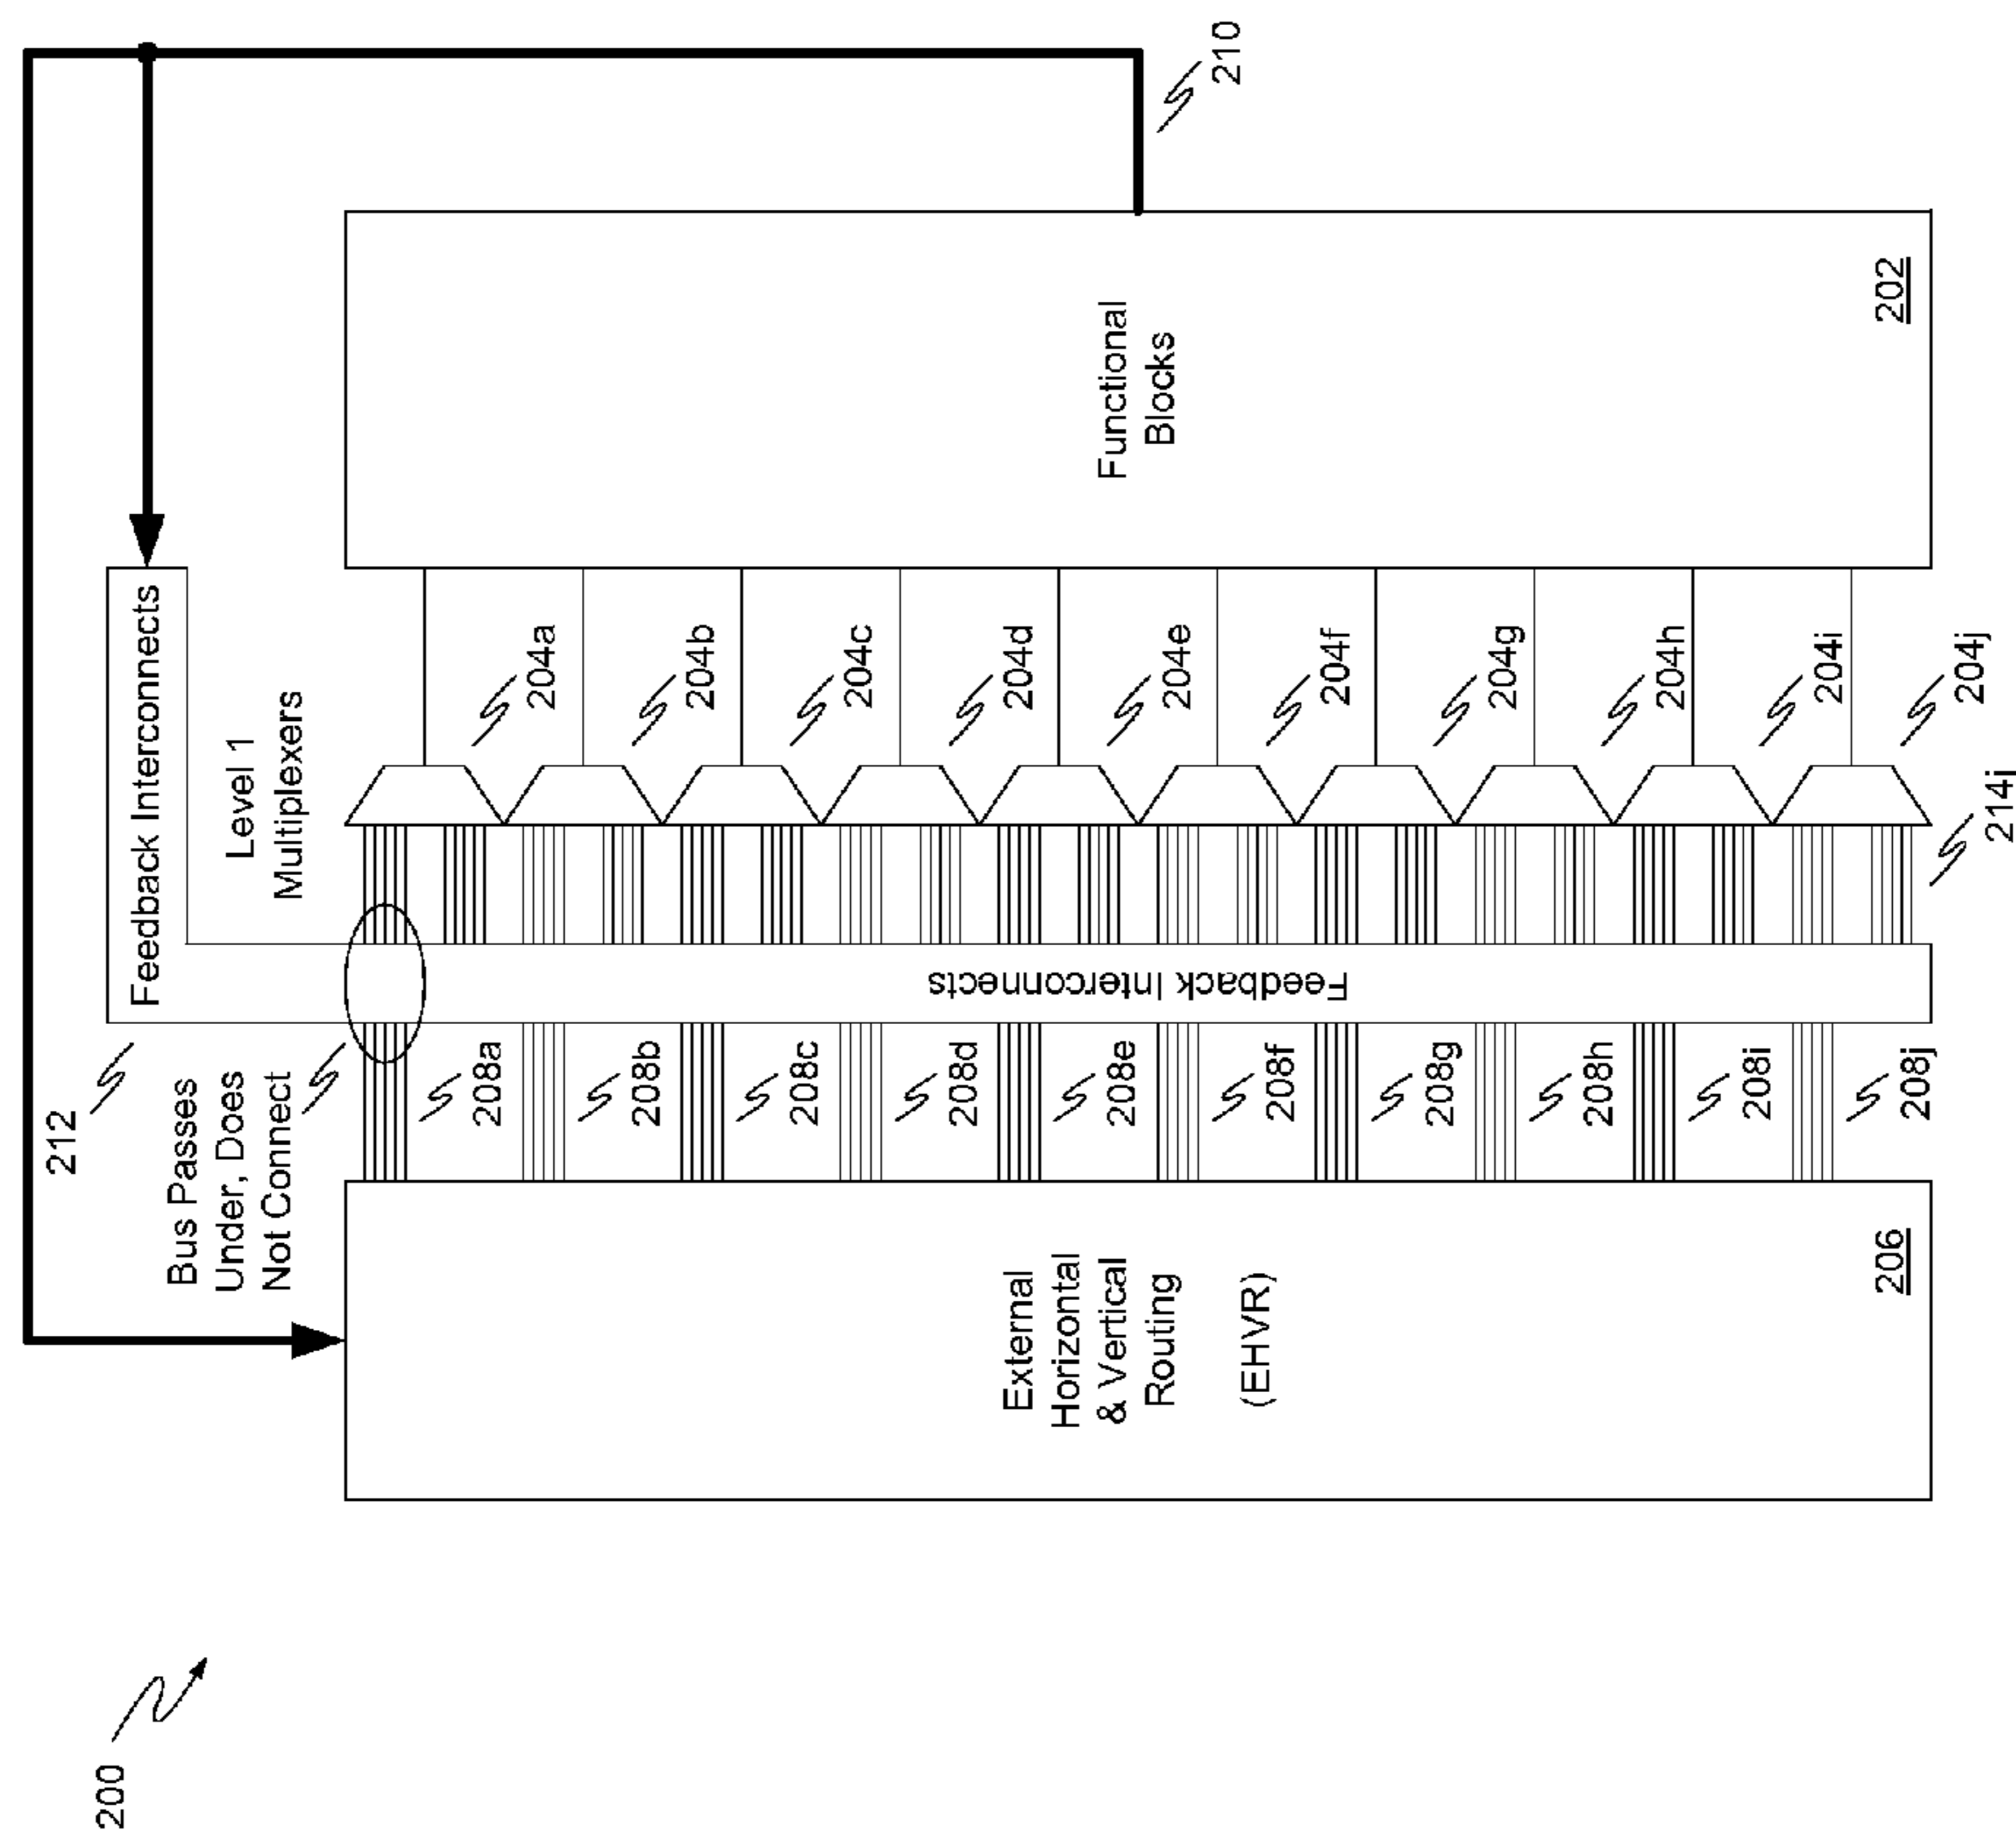 200
212
Feedback Interconnects
Bus Passes
Under, Does
Not Connect
Level 1
Multiplexers
External
Horizontal
& Vertical
Routing
(EHVR)
206
Feedback Interconnects
Functional
Blocks
202
208a
208b
208c
208d
208e
208f
208g
208h
208i
208j
204a
204b
204c
204d
204e
204f
204g
204h
204i
204j
210
214j